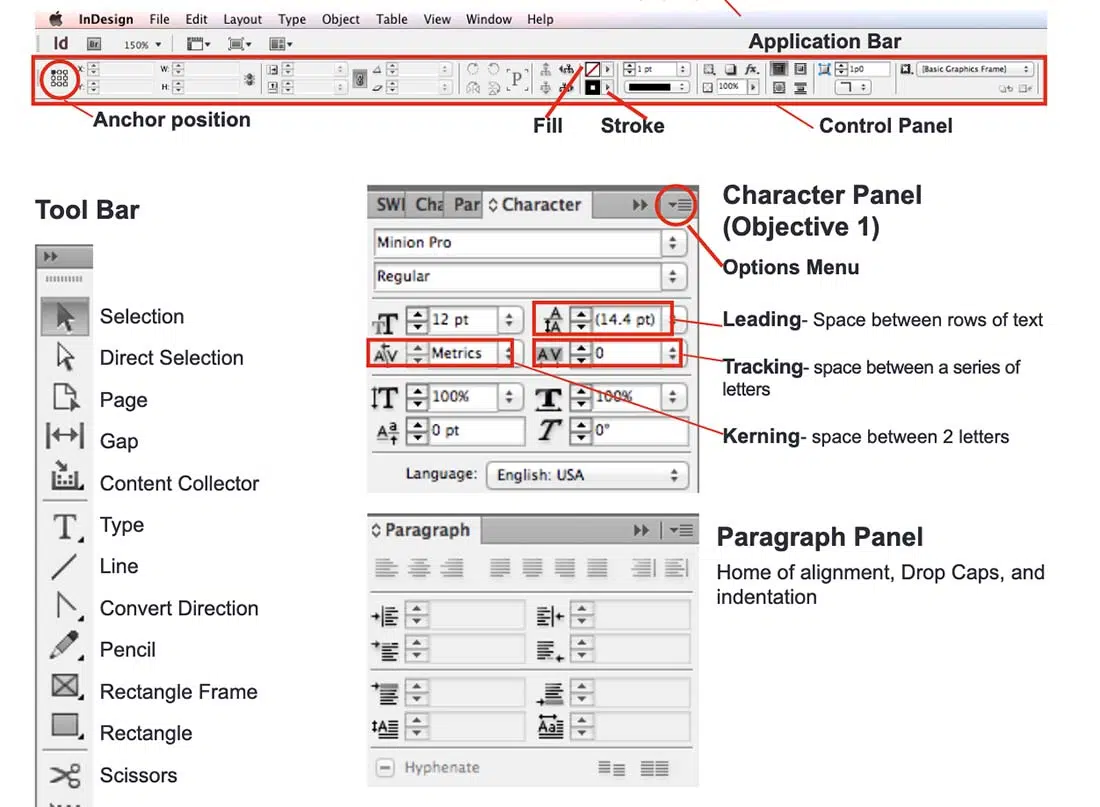 InDesign File Edit Layout Type Object Table View Window Help
Id Br 150%
Application Bar
X: W: 1 pt fx. 1p0 [Basic Graphics Frame]
Y: H: P 100%
Anchor position
Fill
Stroke
Control Panel
Tool Bar
Selection
Direct Selection
Page
Gap
Content Collector
Type
Line
Convert Direction
Pencil
Rectangle Frame
Rectangle
Scissors
SWI Cha Par Character
Minion Pro
Regular
12 pt (14.4 pt)
Metrics 0
100% 100%
0 pt 0°
Language: English: USA
Character Panel
(Objective 1)
Options Menu
Leading- Space between rows of text
Tracking- space between a series of
letters
Kerning- space between 2 letters
Paragraph
Hyphenate
Paragraph Panel
Home of alignment, Drop Caps, and
indentation